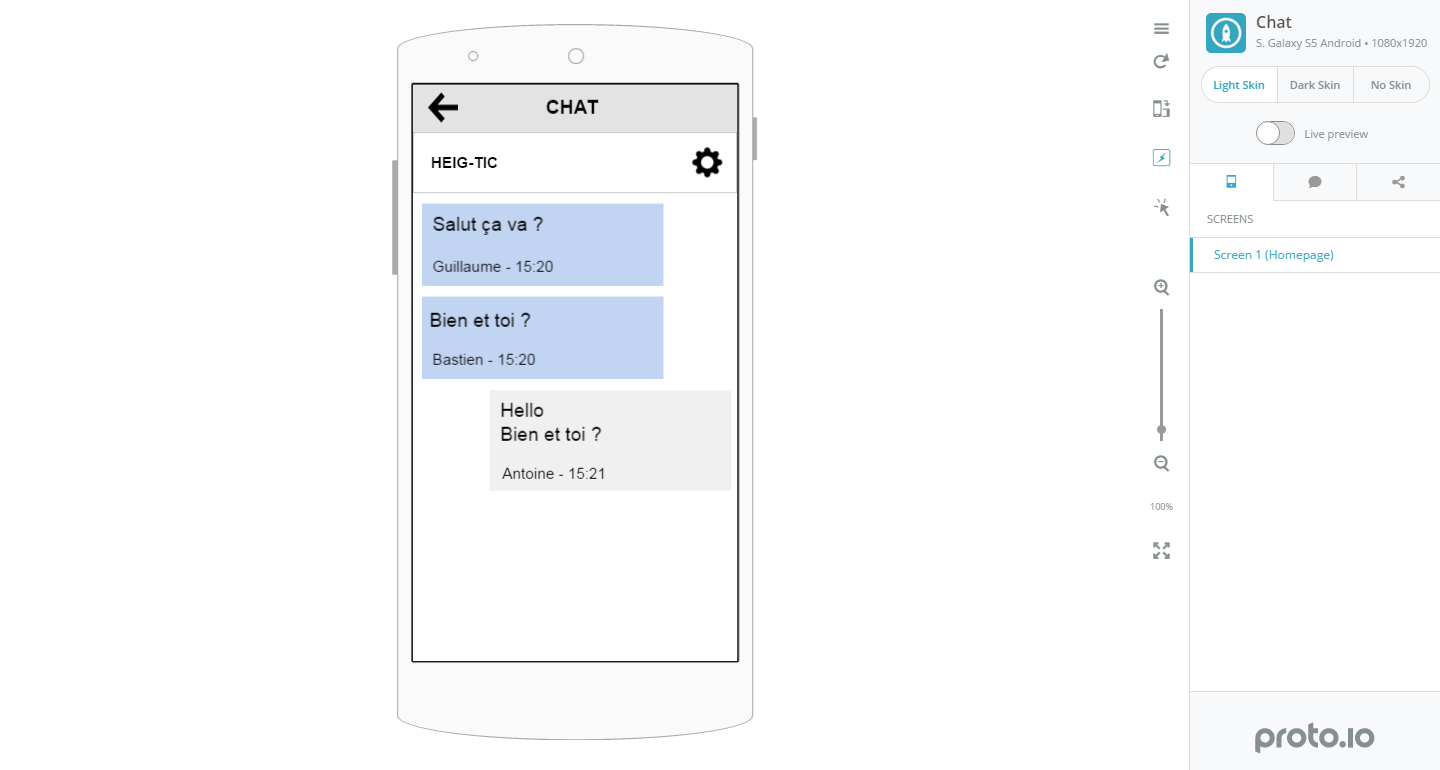 CHAT
HEIG-TIC
Salut ça va ?
Guillaume - 15:20
Bien et toi ?
Bastien - 15:20
Hello
Bien et toi ?
Antoine - 15:21
100%
Chat
S. Galaxy S5 Android • 1080x1920
Light Skin
Dark Skin
No Skin
Live preview
SCREENS
Screen 1 (Homepage)
proto.io